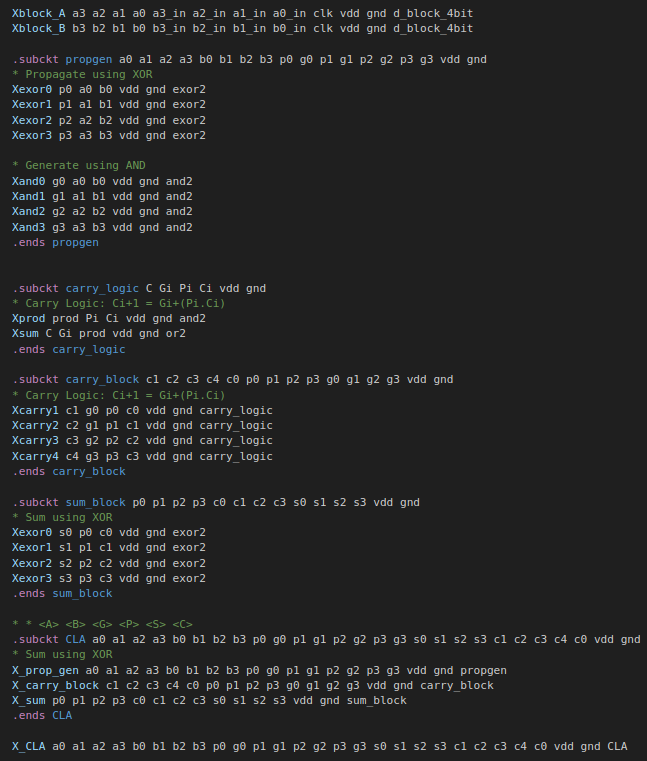 Xblock_A a3 a2 a1 a0 a3_in a2_in a1_in a0_in clk vdd gnd d_block_4bit
Xblock_B b3 b2 b1 b0 b3_in b2_in b1_in b0_in clk vdd gnd d_block_4bit
.subckt propgen a0 a1 a2 a3 b0 b1 b2 b3 p0 g0 p1 g1 p2 g2 p3 g3 vdd gnd
* Propagate using XOR
Xexor0 p0 a0 b0 vdd gnd exor2
Xexor1 p1 a1 b1 vdd gnd exor2
Xexor2 p2 a2 b2 vdd gnd exor2
Xexor3 p3 a3 b3 vdd gnd exor2
* Generate using AND
Xand0 g0 a0 b0 vdd gnd and2
Xand1 g1 a1 b1 vdd gnd and2
Xand2 g2 a2 b2 vdd gnd and2
Xand3 g3 a3 b3 vdd gnd and2
.ends propgen
.subckt carry_logic C Gi Pi Ci vdd gnd
* Carry Logic: Ci+1 = Gi+(Pi.Ci)
Xprod prod Pi Ci vdd gnd and2
Xsum C Gi prod vdd gnd or2
.ends carry_logic
.subckt carry_block c1 c2 c3 c4 c0 p0 p1 p2 p3 g0 g1 g2 g3 vdd gnd
* Carry Logic: Ci+1 = Gi+(Pi.Ci)
Xcarry1 c1 g0 p0 c0 vdd gnd carry_logic
Xcarry2 c2 g1 p1 c1 vdd gnd carry_logic
Xcarry3 c3 g2 p2 c2 vdd gnd carry_logic
Xcarry4 c4 g3 p3 c3 vdd gnd carry_logic
.ends carry_block
.subckt sum_block p0 p1 p2 p3 c0 c1 c2 c3 s0 s1 s2 s3 vdd gnd
* Sum using XOR
Xexor0 s0 p0 c0 vdd gnd exor2
Xexor1 s1 p1 c1 vdd gnd exor2
Xexor2 s2 p2 c2 vdd gnd exor2
Xexor3 s3 p3 c3 vdd gnd exor2
.ends sum_block
* * <A> <B> <G> <P> <S> <C>
.subckt CLA a0 a1 a2 a3 b0 b1 b2 b3 p0 g0 p1 g1 p2 g2 p3 g3 s0 s1 s2 s3 c1 c2 c3 c4 c0 vdd gnd
* Sum using XOR
X_prop_gen a0 a1 a2 a3 b0 b1 b2 b3 p0 g0 p1 g1 p2 g2 p3 g3 vdd gnd propgen
X_carry_block c1 c2 c3 c4 c0 p0 p1 p2 p3 g0 g1 g2 g3 vdd gnd carry_block
X_sum p0 p1 p2 p3 c0 c1 c2 c3 s0 s1 s2 s3 vdd gnd sum_block
.ends CLA
X_CLA a0 a1 a2 a3 b0 b1 b2 b3 p0 g0 p1 g1 p2 g2 p3 g3 s0 s1 s2 s3 c1 c2 c3 c4 c0 vdd gnd CLA